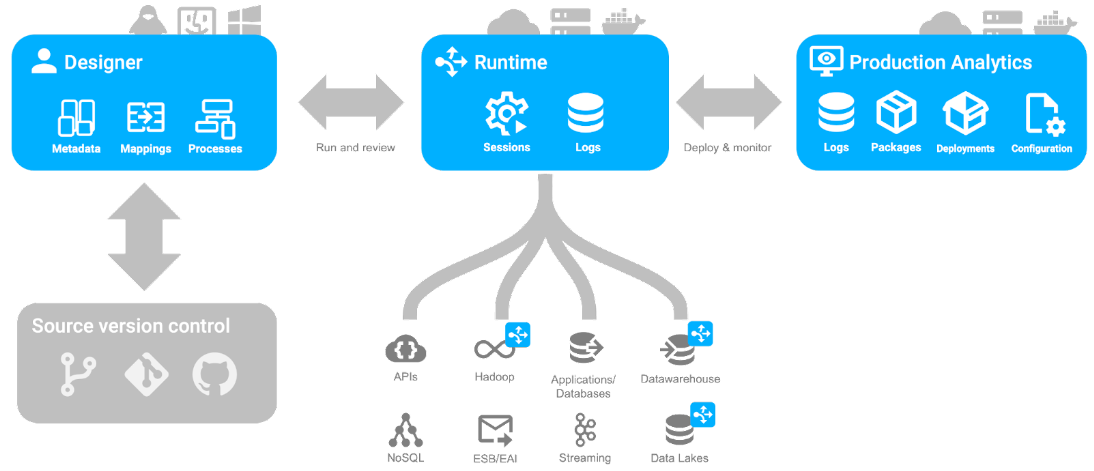 Designer
Metadata
Mappings
Processes
Run and review
Runtime
Sessions
Logs
Deploy & monitor
Production Analytics
Logs
Packages
Deployments
Configuration
Source version control
APIs
Hadoop
Applications/
Databases
Datawarehouse
NoSQL
ESB/EAI
Streaming
Data Lakes